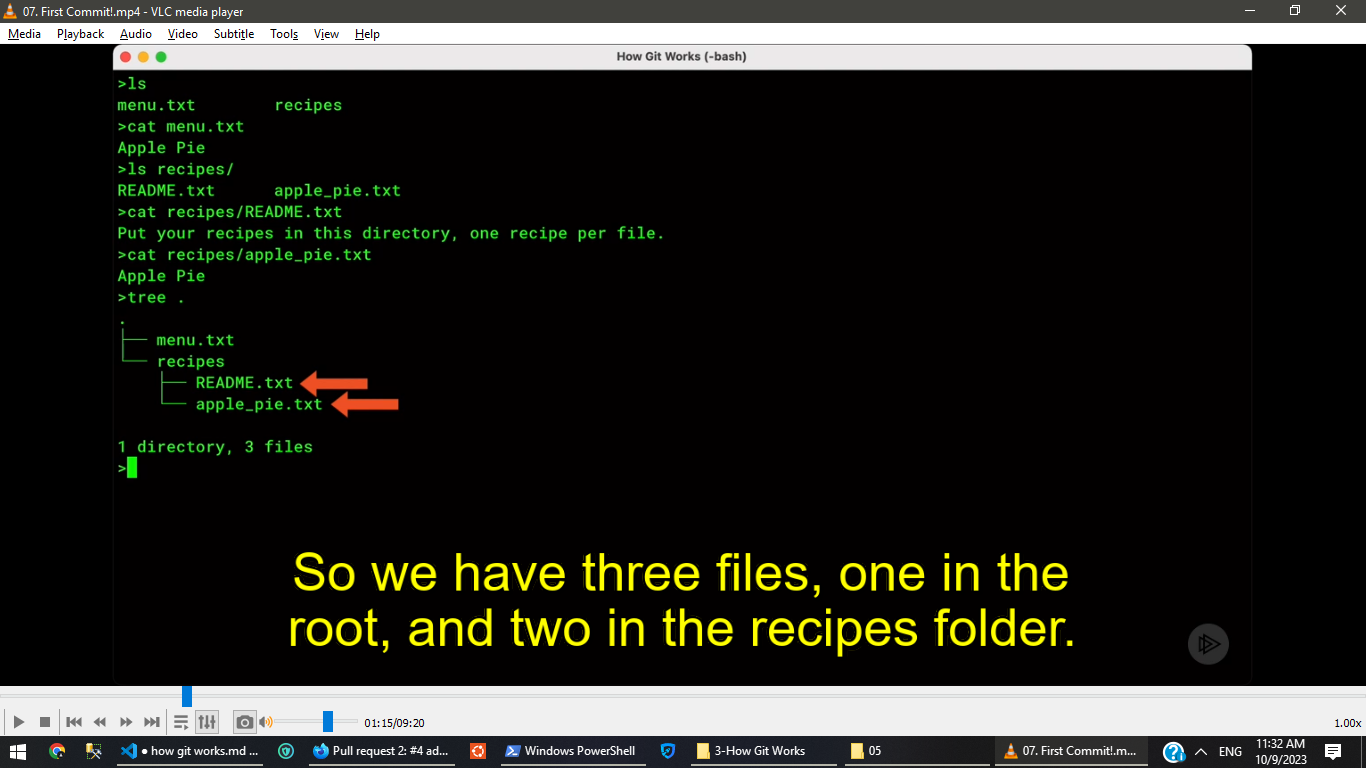 07. First Commit!.mp4 - VLC media player
Media Playback Audio Video Subtitle Tools View Help
How Git Works (-bash)
>ls
menu.txt recipes
>cat menu.txt
Apple Pie
>ls recipes/
README.txt apple_pie.txt
>cat recipes/README.txt
Put your recipes in this directory, one recipe per file.
>cat recipes/apple_pie.txt
Apple Pie
>tree .
.
├── menu.txt
└── recipes
├── README.txt
└── apple_pie.txt
1 directory, 3 files
>
So we have three files, one in the
root, and two in the recipes folder.
01:15/09:20
1.00x
● how git works.md ...
Pull request 2: #4 ad...
Windows PowerShell
3-How Git Works
05
07. First Commit!.m...
ENG
11:32 AM
10/9/2023